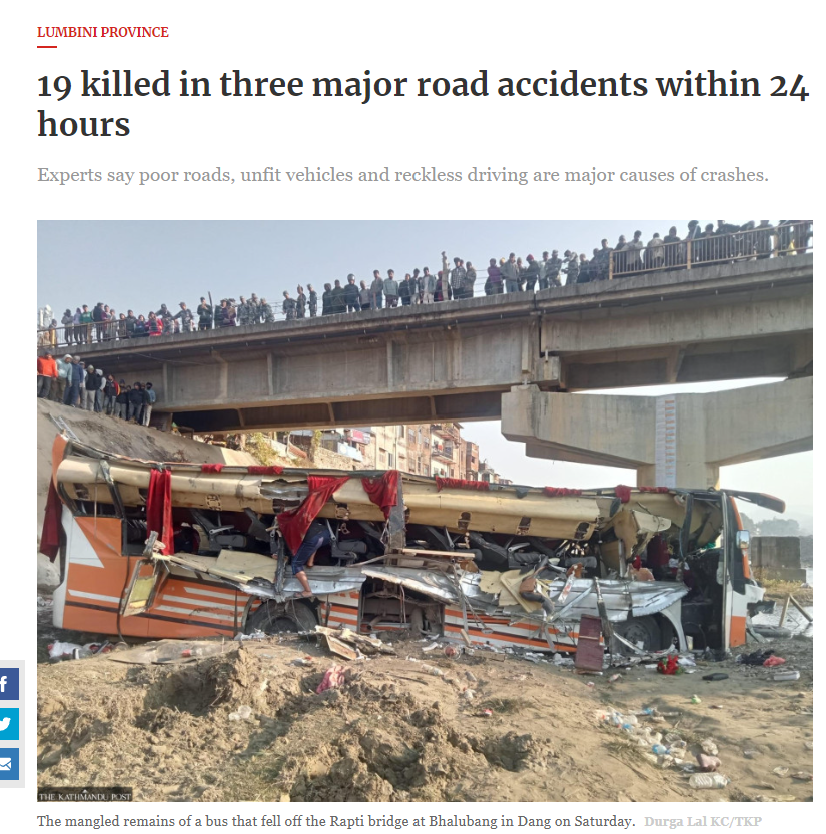 LUMBINI PROVINCE
19 killed in three major road accidents within 24
hours
Experts say poor roads, unfit vehicles and reckless driving are major causes of crashes.
THE KATHMANDU POST
The mangled remains of a bus that fell off the Rapti bridge at Bhalubang in Dang on Saturday. Durga Lal KC/TKP